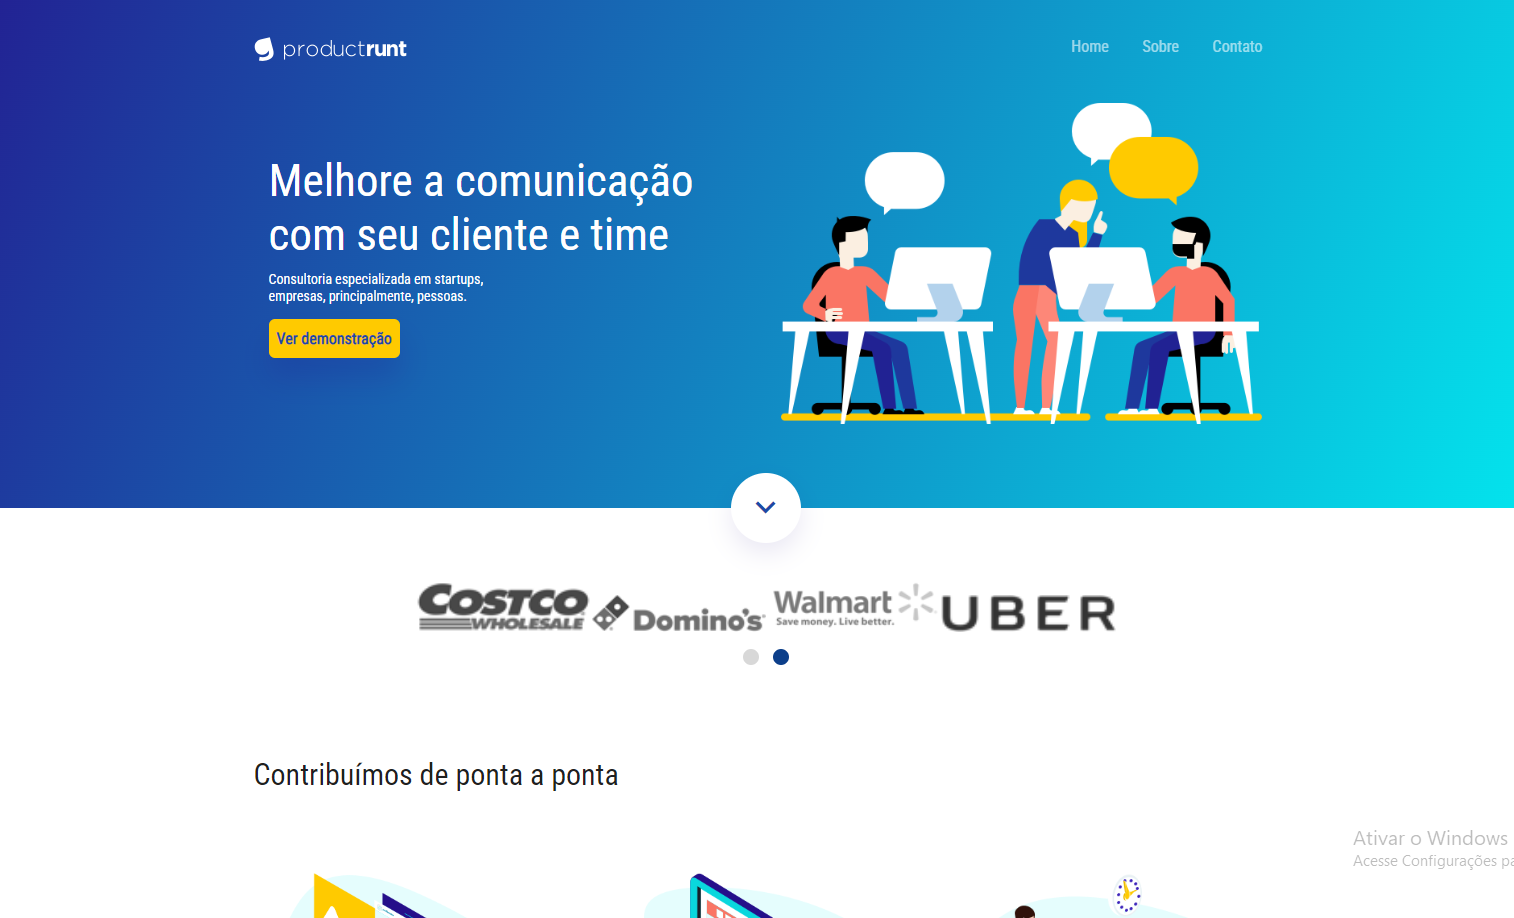 productrunt
Home
Sobre
Contato
Melhore a comunicação
com seu cliente e time
Consultoria especializada em startups,
empresas, principalmente, pessoas.
Ver demonstração
COSTCO
WHOLESALE
Domino's
Walmart
Save money. Live better.
UBER
Contribuímos de ponta a ponta
Ativar o Windows
Acesse Configurações pa